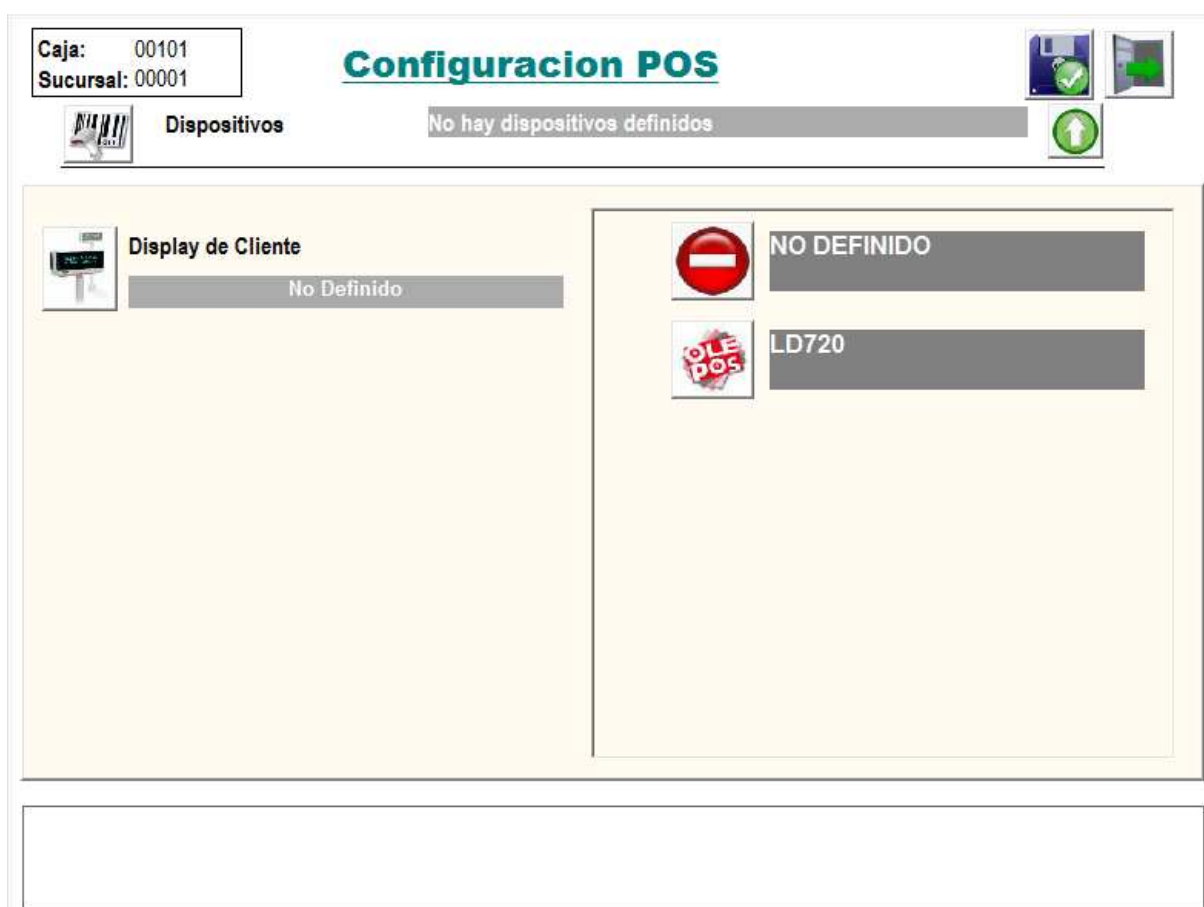 Caja: 00101
Sucursal: 00001
Configuracion POS
Dispositivos
No hay dispositivos definidos
Display de Cliente
No Definido
NO DEFINIDO
OLE
POS
LD720